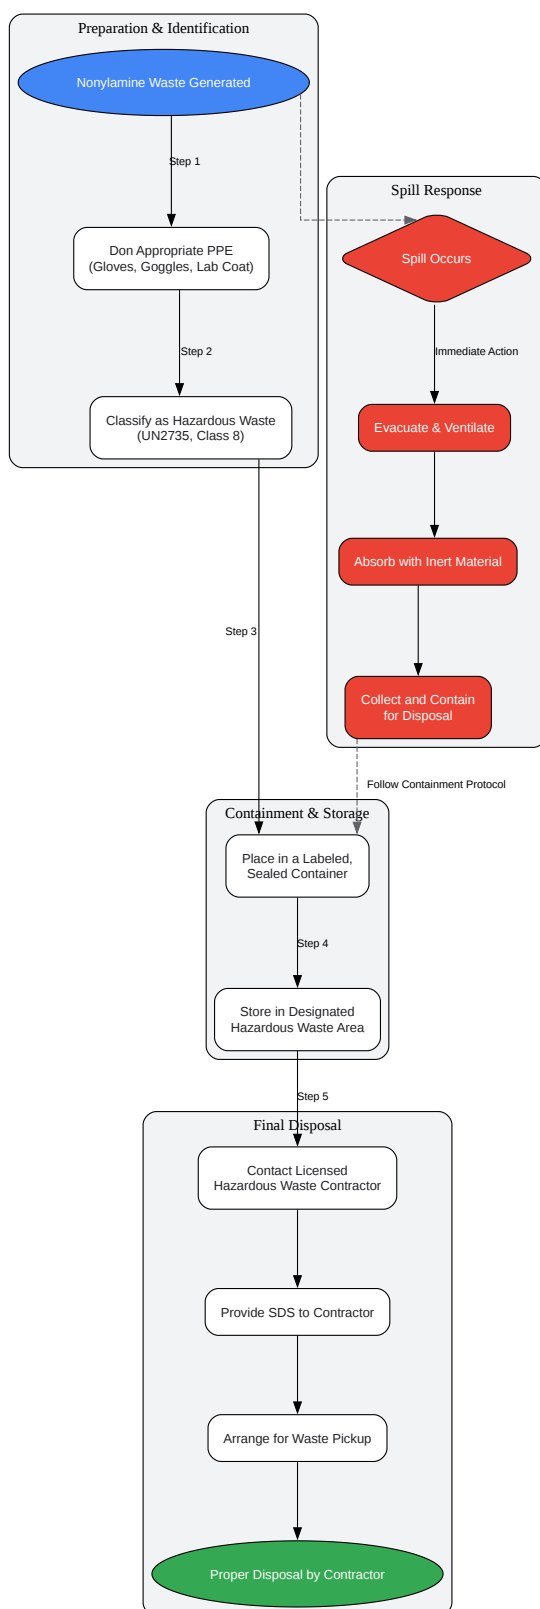 Preparation & Identification
Nonylamine Waste Generated
Step 1
Don Appropriate PPE
(Gloves, Goggles, Lab Coat)
Step 2
Classify as Hazardous Waste
(UN2735, Class 8)
Step 3
Spill Response
Spill Occurs
Immediate Action
Evacuate & Ventilate
Absorb with Inert Material
Collect and Contain
for Disposal
Follow Containment Protocol
Containment & Storage
Place in a Labeled,
Sealed Container
Step 4
Store in Designated
Hazardous Waste Area
Step 5
Final Disposal
Contact Licensed
Hazardous Waste Contractor
Provide SDS to Contractor
Arrange for Waste Pickup
Proper Disposal by Contractor